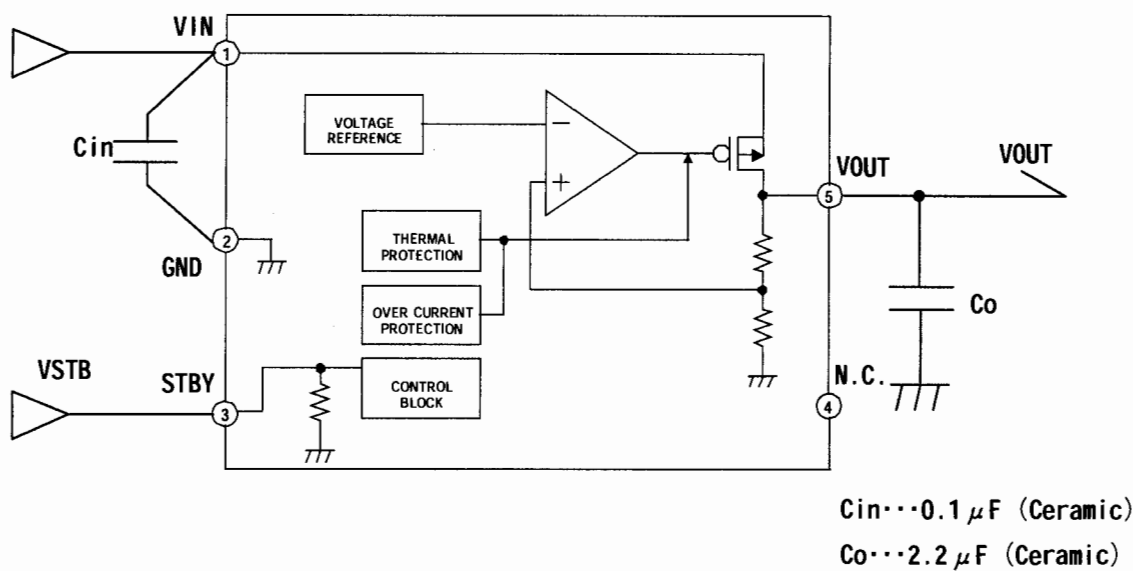 VIN
1
VOLTAGE
REFERENCE
−
+
Cin
VOUT
VOUT
5
2
GND
THERMAL
PROTECTION
OVER CURRENT
PROTECTION
Co
VSTB
STBY
3
CONTROL
BLOCK
N.C.
4
Cin···0.1μF (Ceramic)
Co···2.2μF (Ceramic)